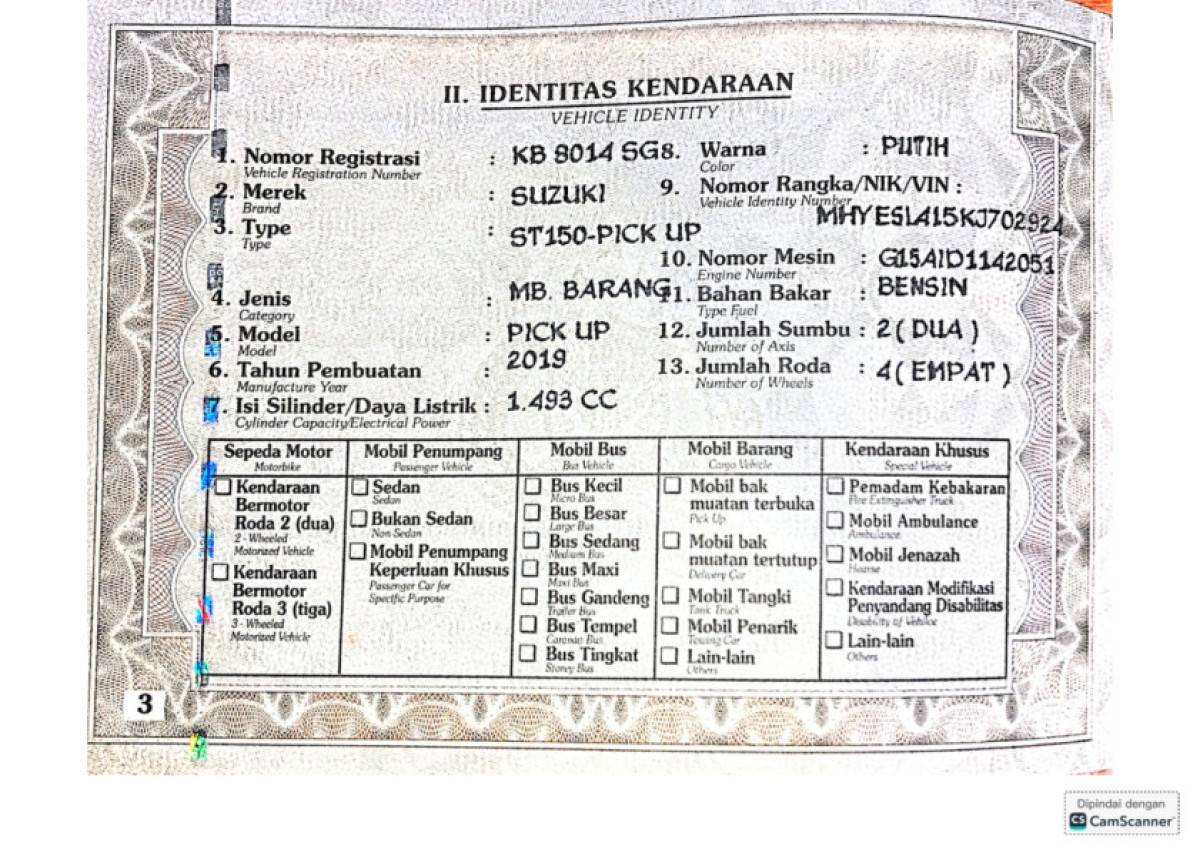 II. IDENTITAS KENDARAAN
VEHICLE IDENTITY
1. Nomor Registrasi : KB 8014 SG
Vehicle Registration Number
2. Merek : SUZUKI
Brand
3. Type : ST150-PICK UP
Type
4. Jenis : MB. BARANG
Category
5. Model : PICK UP
Model
6. Tahun Pembuatan : 2019
Manufacture Year
7. Isi Silinder/Daya Listrik : 1.493 CC
Cylinder Capacity/Electrical Power
8. Warna : PUTIH
Color
9. Nomor Rangka/NIK/VIN :
Vehicle Identity Number
MHYESL415KJ702924
10. Nomor Mesin : G15AID1142051
Engine Number
11. Bahan Bakar : BENSIN
Type Fuel
12. Jumlah Sumbu : 2 ( DUA )
Number of Axis
13. Jumlah Roda : 4 ( EMPAT )
Number of Wheels
Sepeda Motor
Motorbike
Kendaraan
Bermotor
Roda 2 (dua)
2 - Wheeled
Motorized Vehicle
Kendaraan
Bermotor
Roda 3 (tiga)
3 - Wheeled
Motorized Vehicle
Mobil Penumpang
Passenger Vehicle
Sedan
Sedan
Bukan Sedan
Non Sedan
Mobil Penumpang
Keperluan Khusus
Passenger Car for
Specific Purpose
Mobil Bus
Bus Vehicle
Bus Kecil
Micro Bus
Bus Besar
Large Bus
Bus Sedang
Medium Bus
Bus Maxi
Maxi Bus
Bus Gandeng
Trailer Bus
Bus Tempel
Caravan Bus
Bus Tingkat
Storey Bus
Mobil Barang
Cargo Vehicle
Mobil bak
muatan terbuka
Pick Up
Mobil bak
muatan tertutup
Delivery Car
Mobil Tangki
Tank Truck
Mobil Penarik
Towing Car
Lain-lain
Others
Kendaraan Khusus
Special Vehicle
Pemadam Kebakaran
Fire Extinguisher Truck
Mobil Ambulance
Ambulance
Mobil Jenazah
Hearse
Kendaraan Modifikasi
Penyandang Disabilitas
Disability of Vehicle
Lain-lain
Others
3
Dipindai dengan
CS CamScanner